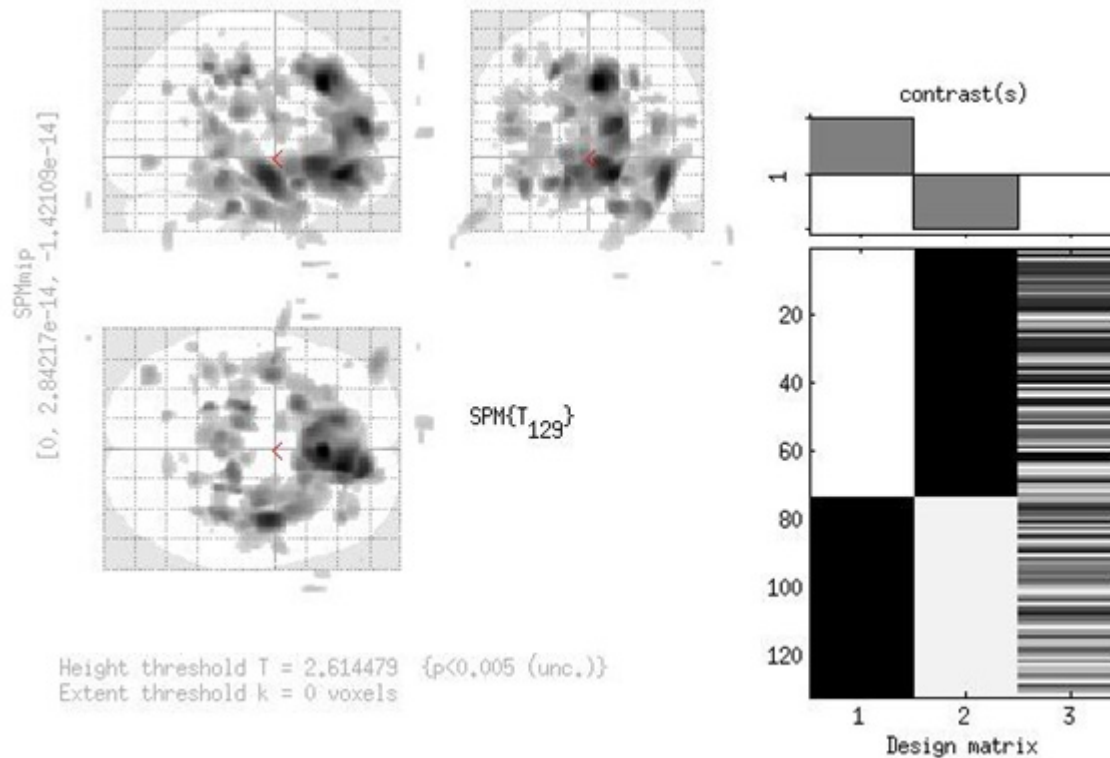 SPMmip
[0, 2.84217e-14, -1.42109e-14]
SPM{T129}
Height threshold T = 2.614479 {p<0.005 (unc.)}
Extent threshold k = 0 voxels
contrast(s)
1
20
40
60
80
100
120
1 2 3
Design matrix